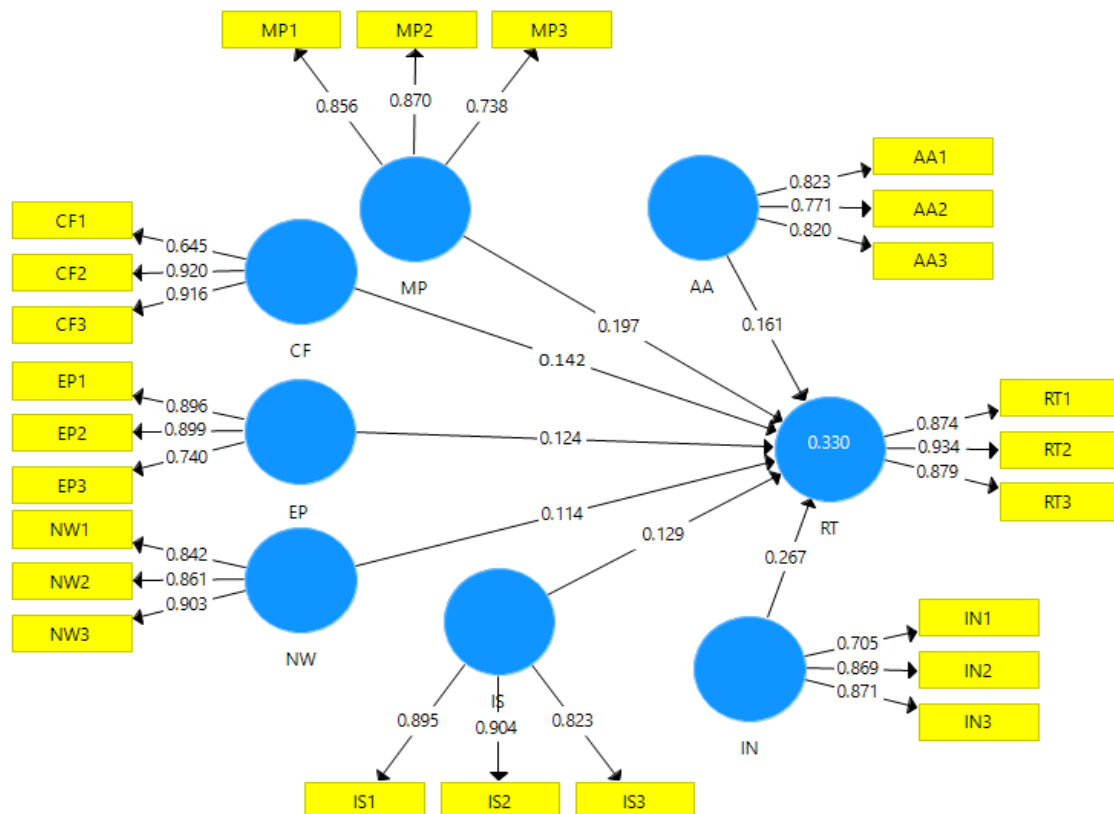 MP1
MP2
MP3
0.856
0.870
0.738
MP
AA1
AA2
AA3
0.823
0.771
0.820
AA
CF1
CF2
CF3
0.645
0.920
0.916
CF
0.197
0.161
0.142
EP1
EP2
EP3
0.896
0.899
0.740
EP
0.124
0.330
RT
RT1
RT2
RT3
0.874
0.934
0.879
NW1
NW2
NW3
0.842
0.861
0.903
NW
0.114
0.129
0.267
IS
0.895
0.904
0.823
IS1
IS2
IS3
IN1
IN2
IN3
0.705
0.869
0.871
IN